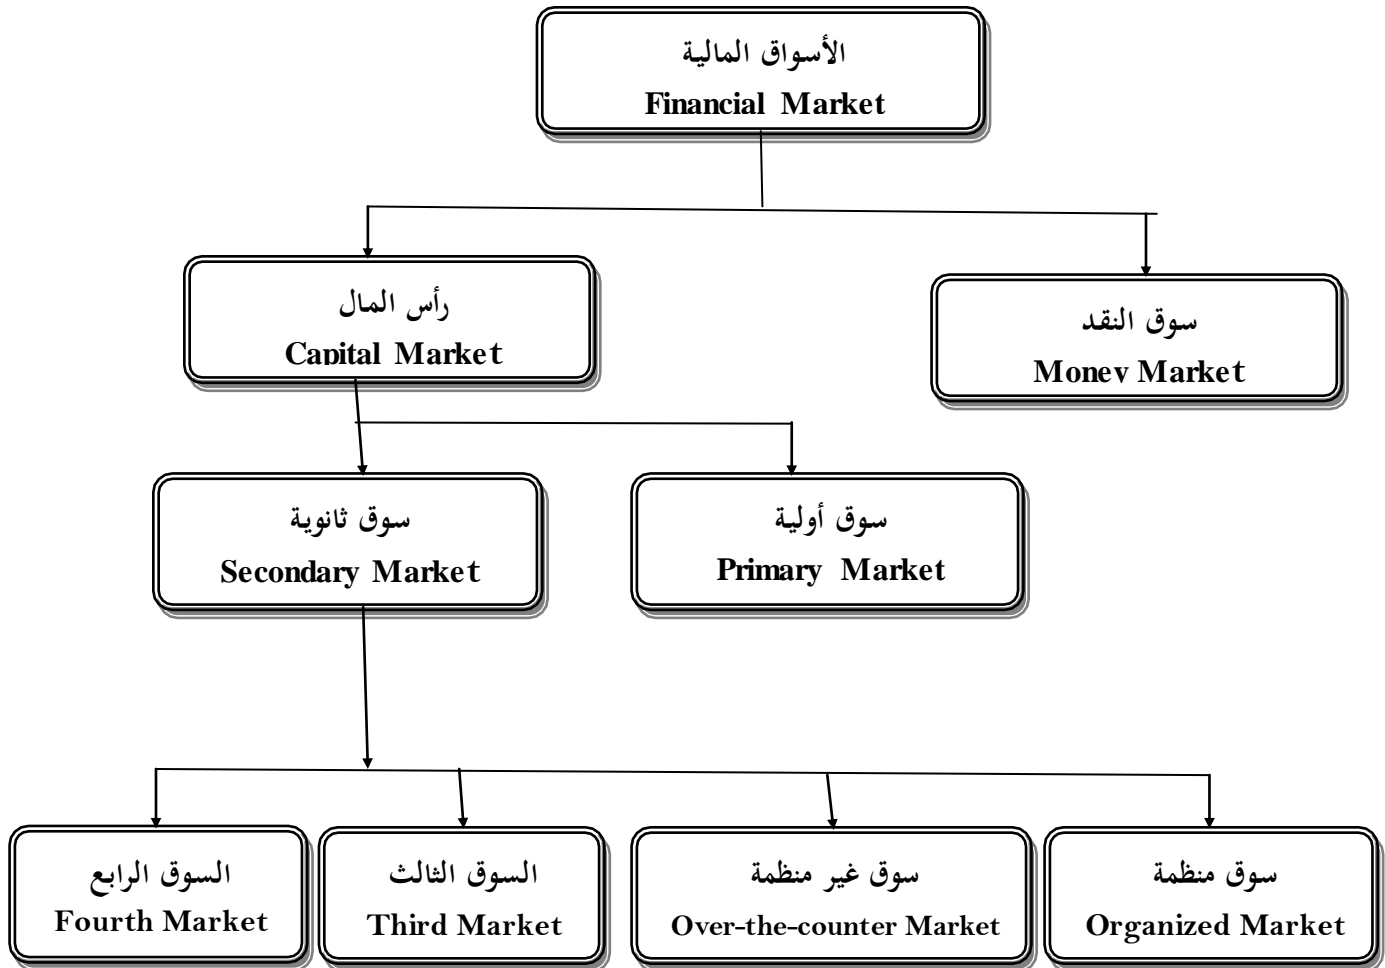 الأسواق المالية
Financial Market
رأس المال
Capital Market
سوق النقد
Money Market
سوق ثانوية
Secondary Market
سوق أولية
Primary Market
السوق الرابع
Fourth Market
السوق الثالث
Third Market
سوق غير منظمة
Over-the-counter Market
سوق منظمة
Organized Market